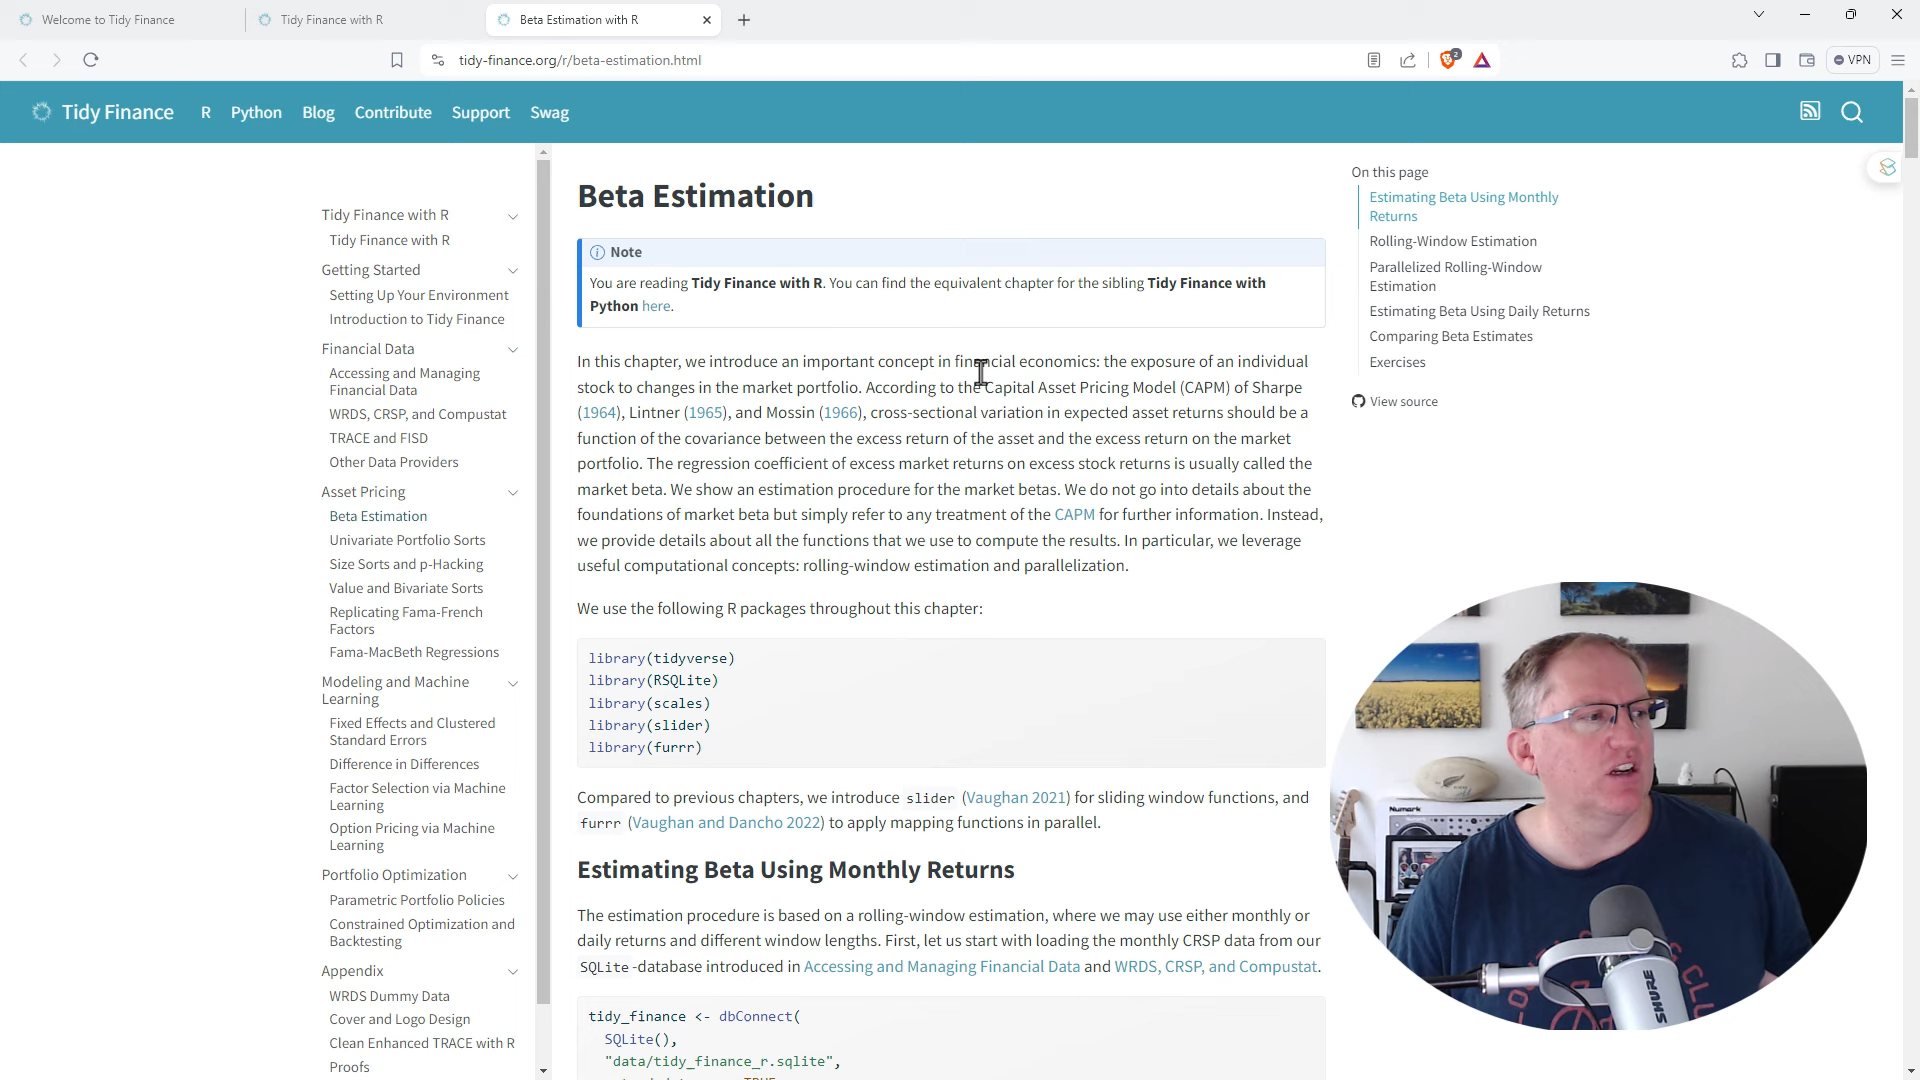 Welcome to Tidy Finance
Tidy Finance with R
Beta Estimation with R
tidy-finance.org/r/beta-estimation.html
2
VPN
Tidy Finance
R
Python
Blog
Contribute
Support
Swag
Tidy Finance with R
Tidy Finance with R
Getting Started
Setting Up Your Environment
Introduction to Tidy Finance
Financial Data
Accessing and Managing
Financial Data
WRDS, CRSP, and Compustat
TRACE and FISD
Other Data Providers
Asset Pricing
Beta Estimation
Univariate Portfolio Sorts
Size Sorts and p-Hacking
Value and Bivariate Sorts
Replicating Fama-French
Factors
Fama-MacBeth Regressions
Modeling and Machine
Learning
Fixed Effects and Clustered
Standard Errors
Difference in Differences
Factor Selection via Machine
Learning
Option Pricing via Machine
Learning
Portfolio Optimization
Parametric Portfolio Policies
Constrained Optimization and
Backtesting
Appendix
WRDS Dummy Data
Cover and Logo Design
Clean Enhanced TRACE with R
Proofs
Beta Estimation
Note
You are reading Tidy Finance with R. You can find the equivalent chapter for the sibling Tidy Finance with
Python here.
In this chapter, we introduce an important concept in financial economics: the exposure of an individual
stock to changes in the market portfolio. According to the Capital Asset Pricing Model (CAPM) of Sharpe
(1964), Lintner (1965), and Mossin (1966), cross-sectional variation in expected asset returns should be a
function of the covariance between the excess return of the asset and the excess return on the market
portfolio. The regression coefficient of excess market returns on excess stock returns is usually called the
market beta. We show an estimation procedure for the market betas. We do not go into details about the
foundations of market beta but simply refer to any treatment of the CAPM for further information. Instead,
we provide details about all the functions that we use to compute the results. In particular, we leverage
useful computational concepts: rolling-window estimation and parallelization.
We use the following R packages throughout this chapter:
library(tidyverse)
library(RSQLite)
library(scales)
library(slider)
library(furrr)
Compared to previous chapters, we introduce slider (Vaughan 2021) for sliding window functions, and
furrr (Vaughan and Dancho 2022) to apply mapping functions in parallel.
Estimating Beta Using Monthly Returns
The estimation procedure is based on a rolling-window estimation, where we may use either monthly or
daily returns and different window lengths. First, let us start with loading the monthly CRSP data from our
SQLite-database introduced in Accessing and Managing Financial Data and WRDS, CRSP, and Compustat.
tidy_finance <- dbConnect(
SQLite(),
"data/tidy_finance_r.sqlite",
On this page
Estimating Beta Using Monthly
Returns
Rolling-Window Estimation
Parallelized Rolling-Window
Estimation
Estimating Beta Using Daily Returns
Comparing Beta Estimates
Exercises
View source
Numark
SHURE